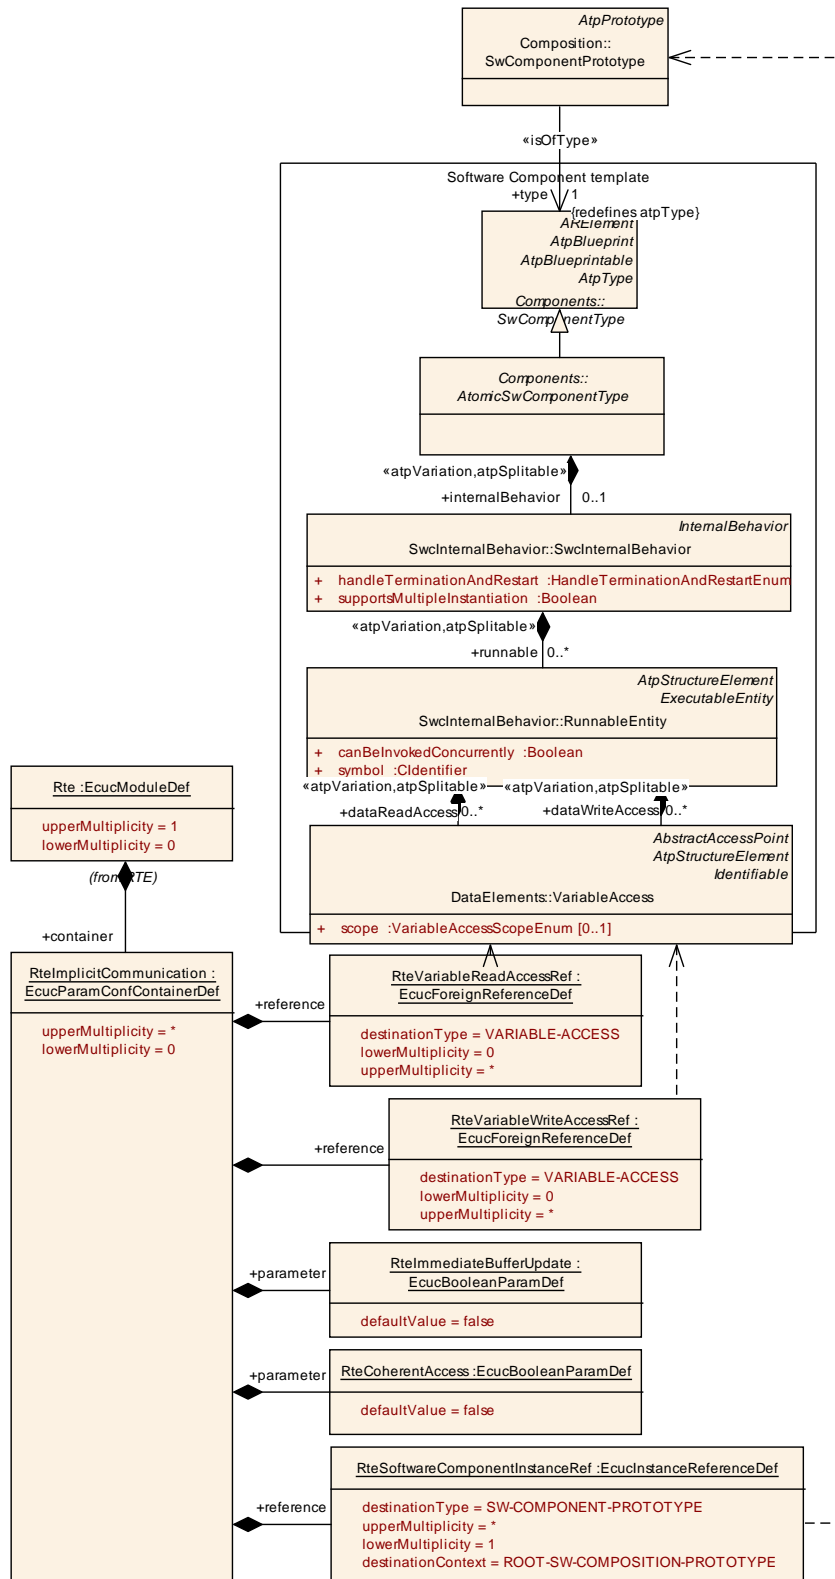 AtpPrototype
Composition::
SwComponentPrototype
«isOfType»
Software Component template
+type 1
{redefines atpType}
ARElement
AtpBlueprint
AtpBlueprintable
AtpType
Components::
SwComponentType
Components::
AtomicSwComponentType
«atpVariation,atpSplitable»
+internalBehavior 0..1
InternalBehavior
SwcInternalBehavior::SwcInternalBehavior
+ handleTerminationAndRestart :HandleTerminationAndRestartEnum
+ supportsMultipleInstantiation :Boolean
«atpVariation,atpSplitable»
+runnable 0..*
AtpStructureElement
ExecutableEntity
SwcInternalBehavior::RunnableEntity
+ canBeInvokedConcurrently :Boolean
+ symbol :CIdentifier
«atpVariation,atpSplitable» «atpVariation,atpSplitable»
+dataReadAccess 0..* +dataWriteAccess 0..*
AbstractAccessPoint
AtpStructureElement
Identifiable
DataElements::VariableAccess
+ scope :VariableAccessScopeEnum [0..1]
Rte :EcucModuleDef
upperMultiplicity = 1
lowerMultiplicity = 0
(from RTE)
+container
RteImplicitCommunication :
EcucParamConfContainerDef
upperMultiplicity = *
lowerMultiplicity = 0
+reference
RteVariableReadAccessRef :
EcucForeignReferenceDef
destinationType = VARIABLE-ACCESS
lowerMultiplicity = 0
upperMultiplicity = *
+reference
RteVariableWriteAccessRef :
EcucForeignReferenceDef
destinationType = VARIABLE-ACCESS
lowerMultiplicity = 0
upperMultiplicity = *
+parameter
RteImmediateBufferUpdate :
EcucBooleanParamDef
defaultValue = false
+parameter
RteCoherentAccess :EcucBooleanParamDef
defaultValue = false
+reference
RteSoftwareComponentInstanceRef :EcucInstanceReferenceDef
destinationType = SW-COMPONENT-PROTOTYPE
upperMultiplicity = *
lowerMultiplicity = 1
destinationContext = ROOT-SW-COMPOSITION-PROTOTYPE